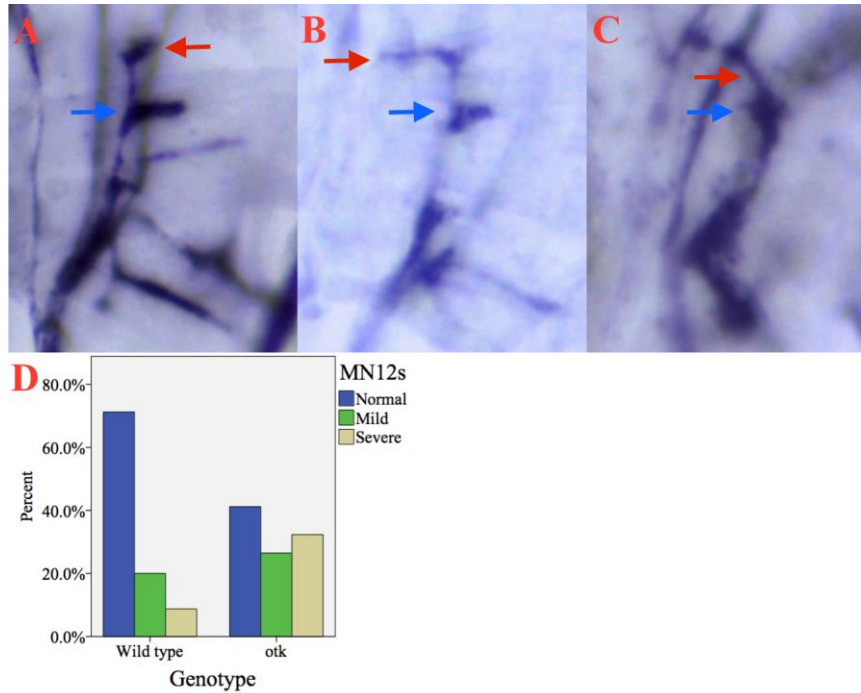 A
B
C
D
MN12s
Normal
Mild
Severe
80.0%
60.0%
40.0%
20.0%
0.0%
Percent
Wild type
otk
Genotype